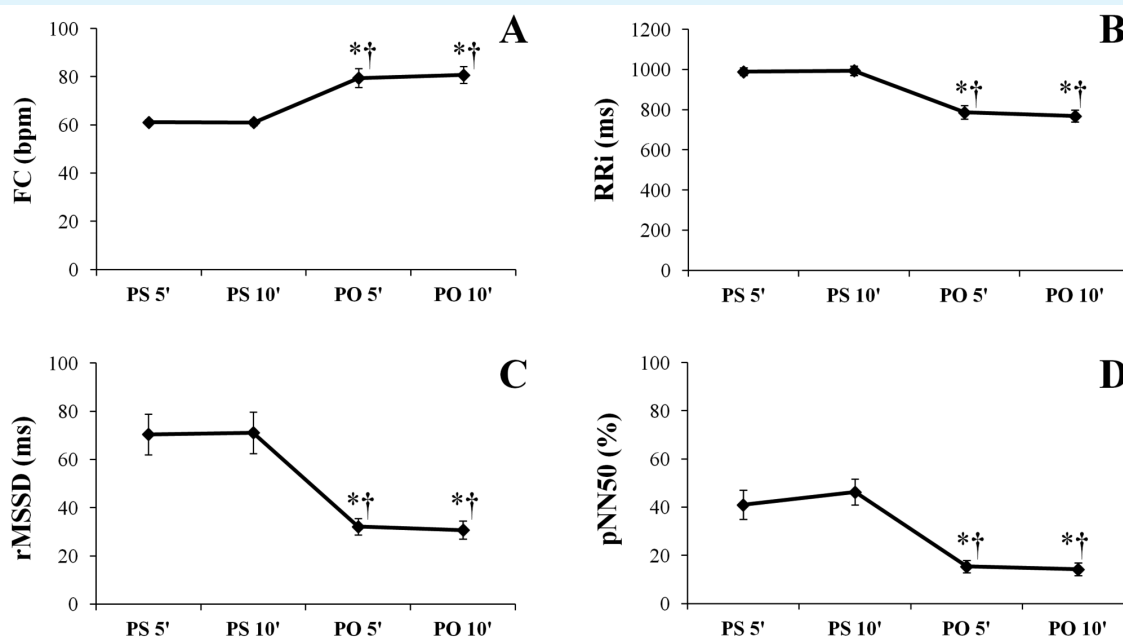 A
FC (bpm)
100
80
60
40
20
0
*†
*†
PS 5'
PS 10'
PO 5'
PO 10'
B
RRi (ms)
1200
1000
800
600
400
200
0
*†
*†
PS 5'
PS 10'
PO 5'
PO 10'
C
rMSSD (ms)
100
80
60
40
20
0
*†
*†
PS 5'
PS 10'
PO 5'
PO 10'
D
pNN50 (%)
100
80
60
40
20
0
*†
*†
PS 5'
PS 10'
PO 5'
PO 10'